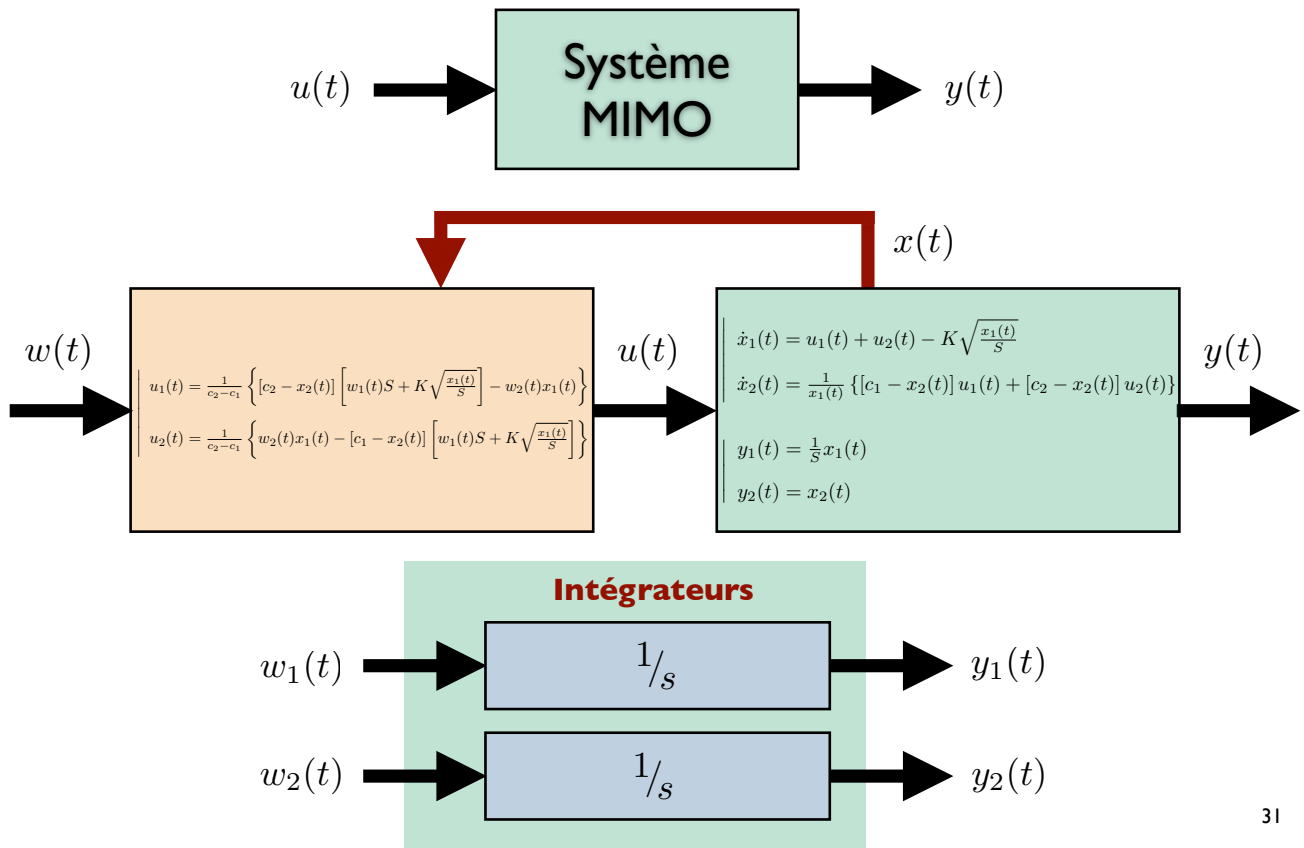 Système
MIMO
u(t)
y(t)
x(t)
w(t)
u_1(t) = \frac{1}{c_2-c_1} \left\{ [c_2 - x_2(t)] \left[ w_1(t)S + K\sqrt{\frac{x_1(t)}{S}} \right] - w_2(t)x_1(t) \right\}
u_2(t) = \frac{1}{c_2-c_1} \left\{ w_2(t)x_1(t) - [c_1 - x_2(t)] \left[ w_1(t)S + K\sqrt{\frac{x_1(t)}{S}} \right] \right\}
u(t)
\dot{x}_1(t) = u_1(t) + u_2(t) - K\sqrt{\frac{x_1(t)}{S}}
\dot{x}_2(t) = \frac{1}{x_1(t)} \{[c_1 - x_2(t)] u_1(t) + [c_2 - x_2(t)] u_2(t)\}
y_1(t) = \frac{1}{S} x_1(t)
y_2(t) = x_2(t)
y(t)
Intégrateurs
w_1(t) 1/s y_1(t)
w_2(t) 1/s y_2(t)
31